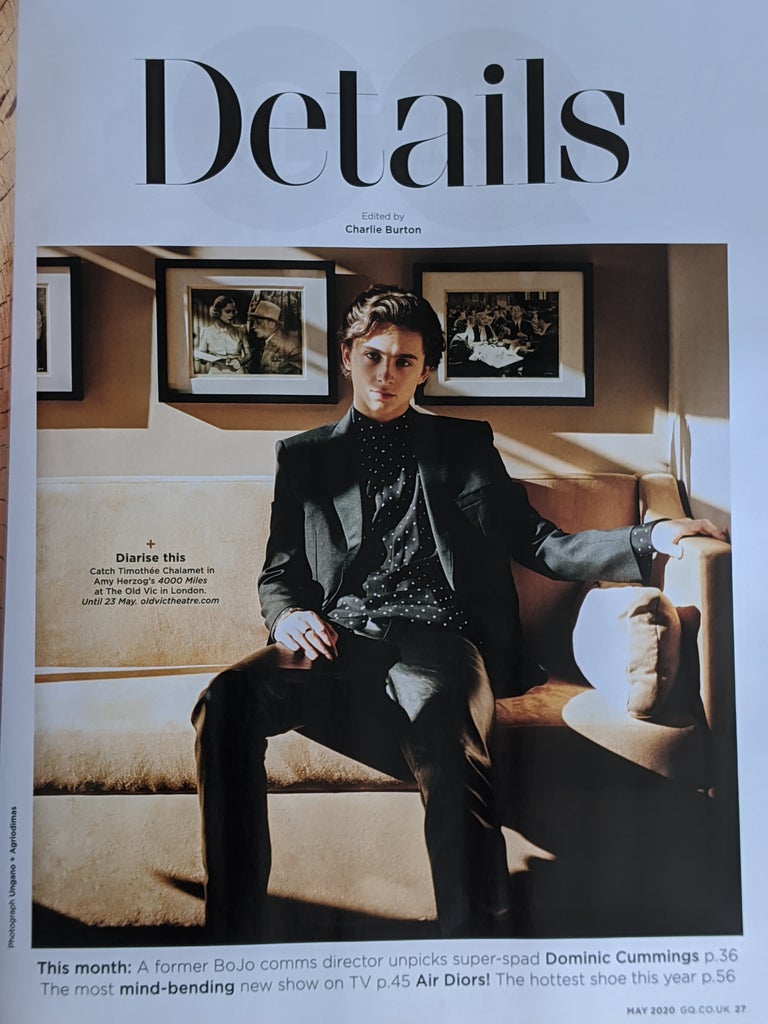 Details
Edited by
Charlie Burton
+
Diarise this
Catch Timothée Chalamet in
Amy Herzog's 4000 Miles
at The Old Vic in London.
Until 23 May. oldvictheatre.com
Photograph Ungano + Agriodimas
This month: A former BoJo comms director unpicks super-spad Dominic Cummings p.36
The most mind-bending new show on TV p.45 Air Diors! The hottest shoe this year p.56
MAY 2020 GQ.CO.UK 27